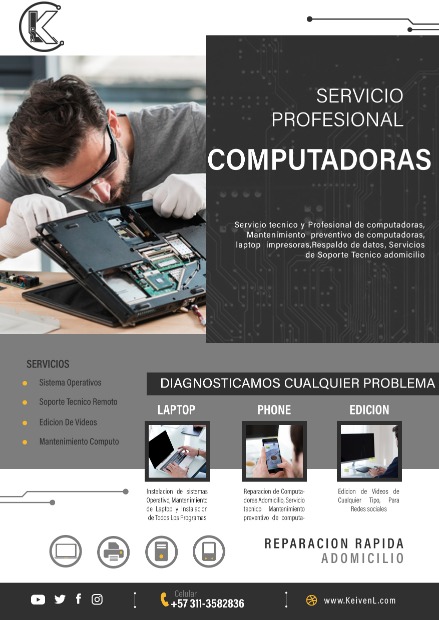 SERVICIO
PROFESIONAL
COMPUTADORAS
Servicio tecnico y Profesional de computadoras,
Mantenimiento preventivo de computadoras,
laptop impresoras,Respaldo de datos, Servicios
de Soporte Tecnico adomicilio
SERVICIOS
Sistema Operativos
Soporte Tecnico Remoto
Edicion De Videos
Mantenimiento Computo
DIAGNOSTICAMOS CUALQUIER PROBLEMA
LAPTOP
PHONE
EDICION
Instalacion de sistemas
Operativo, Mantenimiento
de Laptop y Instalacion
de Todos Los Programas
Reparacion de Computa-
dores Adomicilio, Servicio
tecnico Mantenimiento
preventivo de computa-
Edicion de Videos de
Cualquier Tipo, Para
Redes sociales
REPARACION RAPIDA
ADOMICILIO
Celular
+57 311-3582836
www.KeivenL.com